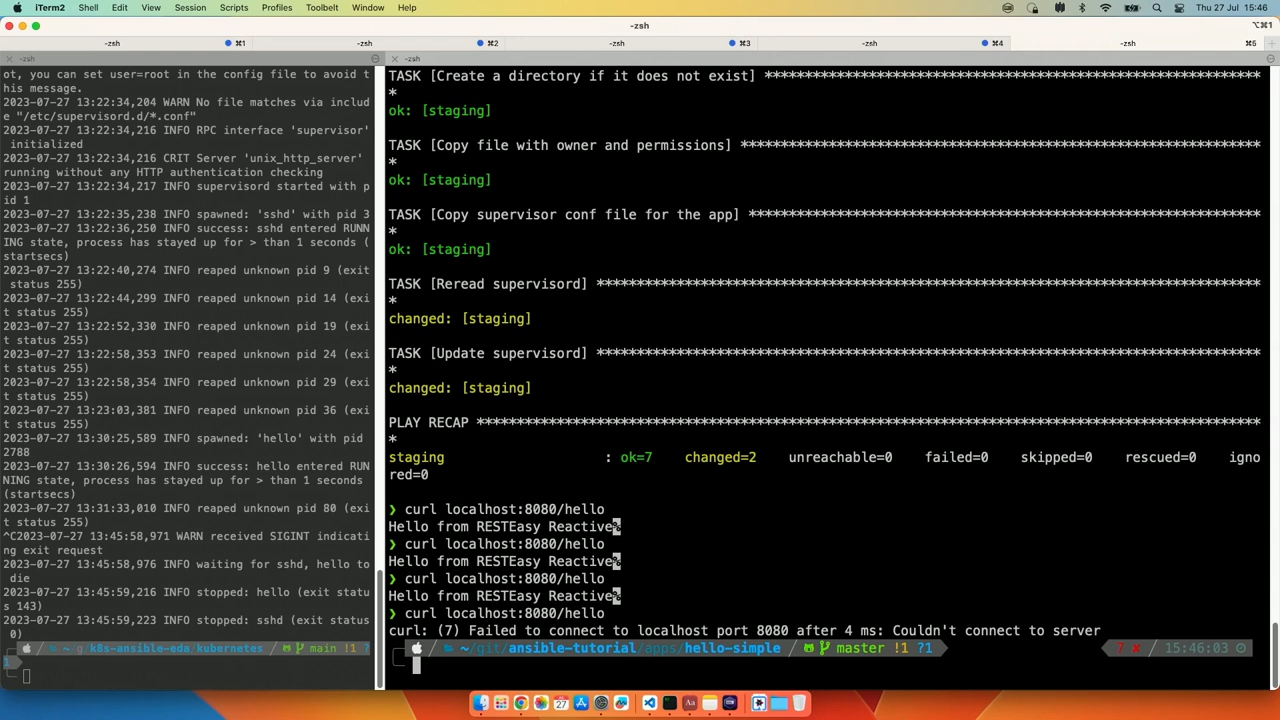 iTerm2 Shell Edit View Session Scripts Profiles Toolbelt Window Help Thu 27 Jul 15:46
-zsh ⌥⌘1
-zsh ⌘1 -zsh ⌘2 -zsh ⌘3 -zsh ⌘4 -zsh ⌘5
-zsh
ot, you can set user=root in the config file to avoid t
his message.
2023-07-27 13:22:34,204 WARN No file matches via includ
e "/etc/supervisord.d/*.conf"
2023-07-27 13:22:34,216 INFO RPC interface 'supervisor'
 initialized
2023-07-27 13:22:34,216 CRIT Server 'unix_http_server'
running without any HTTP authentication checking
2023-07-27 13:22:34,217 INFO supervisord started with p
id 1
2023-07-27 13:22:35,238 INFO spawned: 'sshd' with pid 3
2023-07-27 13:22:36,250 INFO success: sshd entered RUNN
ING state, process has stayed up for > than 1 seconds (
startsecs)
2023-07-27 13:22:40,274 INFO reaped unknown pid 9 (exit
 status 255)
2023-07-27 13:22:44,299 INFO reaped unknown pid 14 (exi
t status 255)
2023-07-27 13:22:52,330 INFO reaped unknown pid 19 (exi
t status 255)
2023-07-27 13:22:58,353 INFO reaped unknown pid 24 (exi
t status 255)
2023-07-27 13:22:58,354 INFO reaped unknown pid 29 (exi
t status 255)
2023-07-27 13:23:03,381 INFO reaped unknown pid 36 (exi
t status 255)
2023-07-27 13:30:25,589 INFO spawned: 'hello' with pid
2788
2023-07-27 13:30:26,594 INFO success: hello entered RUN
NING state, process has stayed up for > than 1 seconds
(startsecs)
2023-07-27 13:31:33,010 INFO reaped unknown pid 80 (exi
t status 255)
^C2023-07-27 13:45:58,971 WARN received SIGINT indicati
ng exit request
2023-07-27 13:45:58,976 INFO waiting for sshd, hello to
 die
2023-07-27 13:45:59,216 INFO stopped: hello (exit statu
s 143)
2023-07-27 13:45:59,223 INFO stopped: sshd (exit status
 0)
~/g/k8s-ansible-eda/kubernetes main !1 ?
1
-zsh
TASK [Create a directory if it does not exist] ***************************************************************
*
ok: [staging]
TASK [Copy file with owner and permissions] ******************************************************************
*
ok: [staging]
TASK [Copy supervisor conf file for the app] *****************************************************************
*
ok: [staging]
TASK [Reread supervisord] ************************************************************************************
*
changed: [staging]
TASK [Update supervisord] ************************************************************************************
*
changed: [staging]
PLAY RECAP ***************************************************************************************************
*
staging : ok=7 changed=2 unreachable=0 failed=0 skipped=0 rescued=0 igno
red=0
❯ curl localhost:8080/hello
Hello from RESTEasy Reactive%
❯ curl localhost:8080/hello
Hello from RESTEasy Reactive%
❯ curl localhost:8080/hello
Hello from RESTEasy Reactive%
❯ curl localhost:8080/hello
curl: (7) Failed to connect to localhost port 8080 after 4 ms: Couldn't connect to server
~/git/ansible-tutorial/apps/hello-simple master !1 ?1 7 ✘ 15:46:03